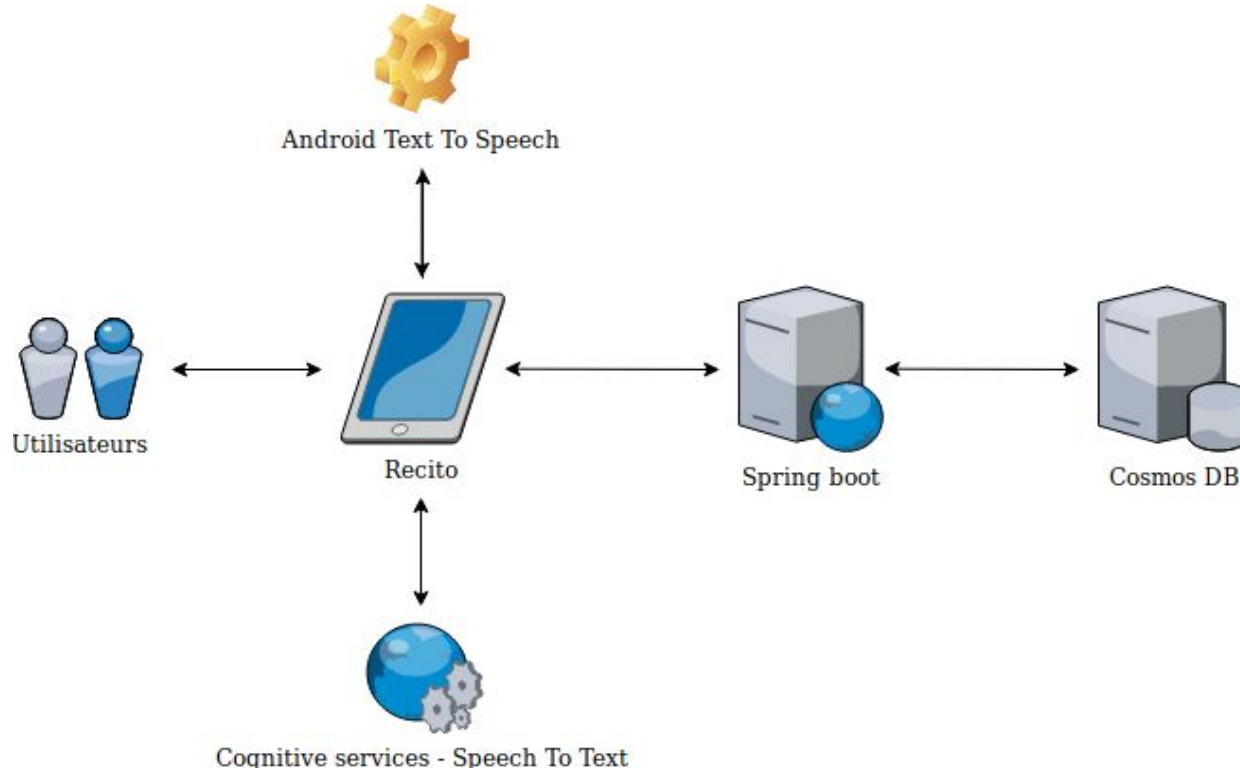 Android Text To Speech
Utilisateurs
Recito
Spring boot
Cosmos DB
Cognitive services - Speech To Text